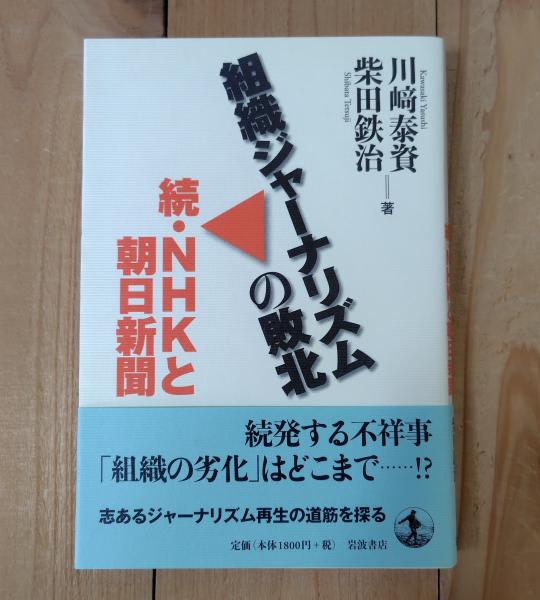 川﨑泰資
Kawasaki Yasushi
柴田鉄治
Shibata Tetsuji
著
組織ジャーナリズム
の敗北
続・NHKと
朝日新聞
続発する不祥事
「組織の劣化」はどこまで……!?
志あるジャーナリズム再生の道筋を探る
定価(本体1800円+税) 岩波書店